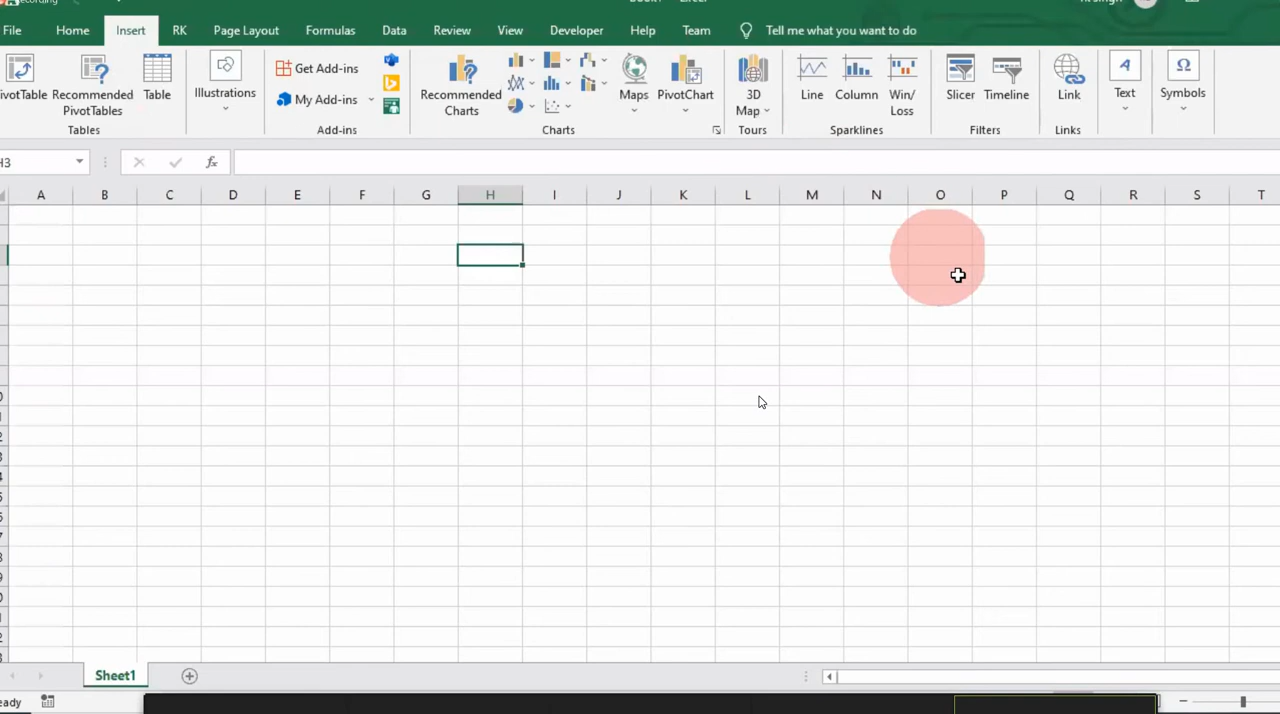 File Home Insert RK Page Layout Formulas Data Review View Developer Help Team Tell me what you want to do
Recommended PivotTables
Table
Illustrations
Get Add-ins
My Add-ins
Recommended Charts
Maps
PivotChart
3D Map
Line
Column
Win/Loss
Slicer
Timeline
Link
Text
Symbols
Tables Add-ins Charts Tours Sparklines Filters Links
A B C D E F G H I J K L M N O P Q R S T
Sheet1